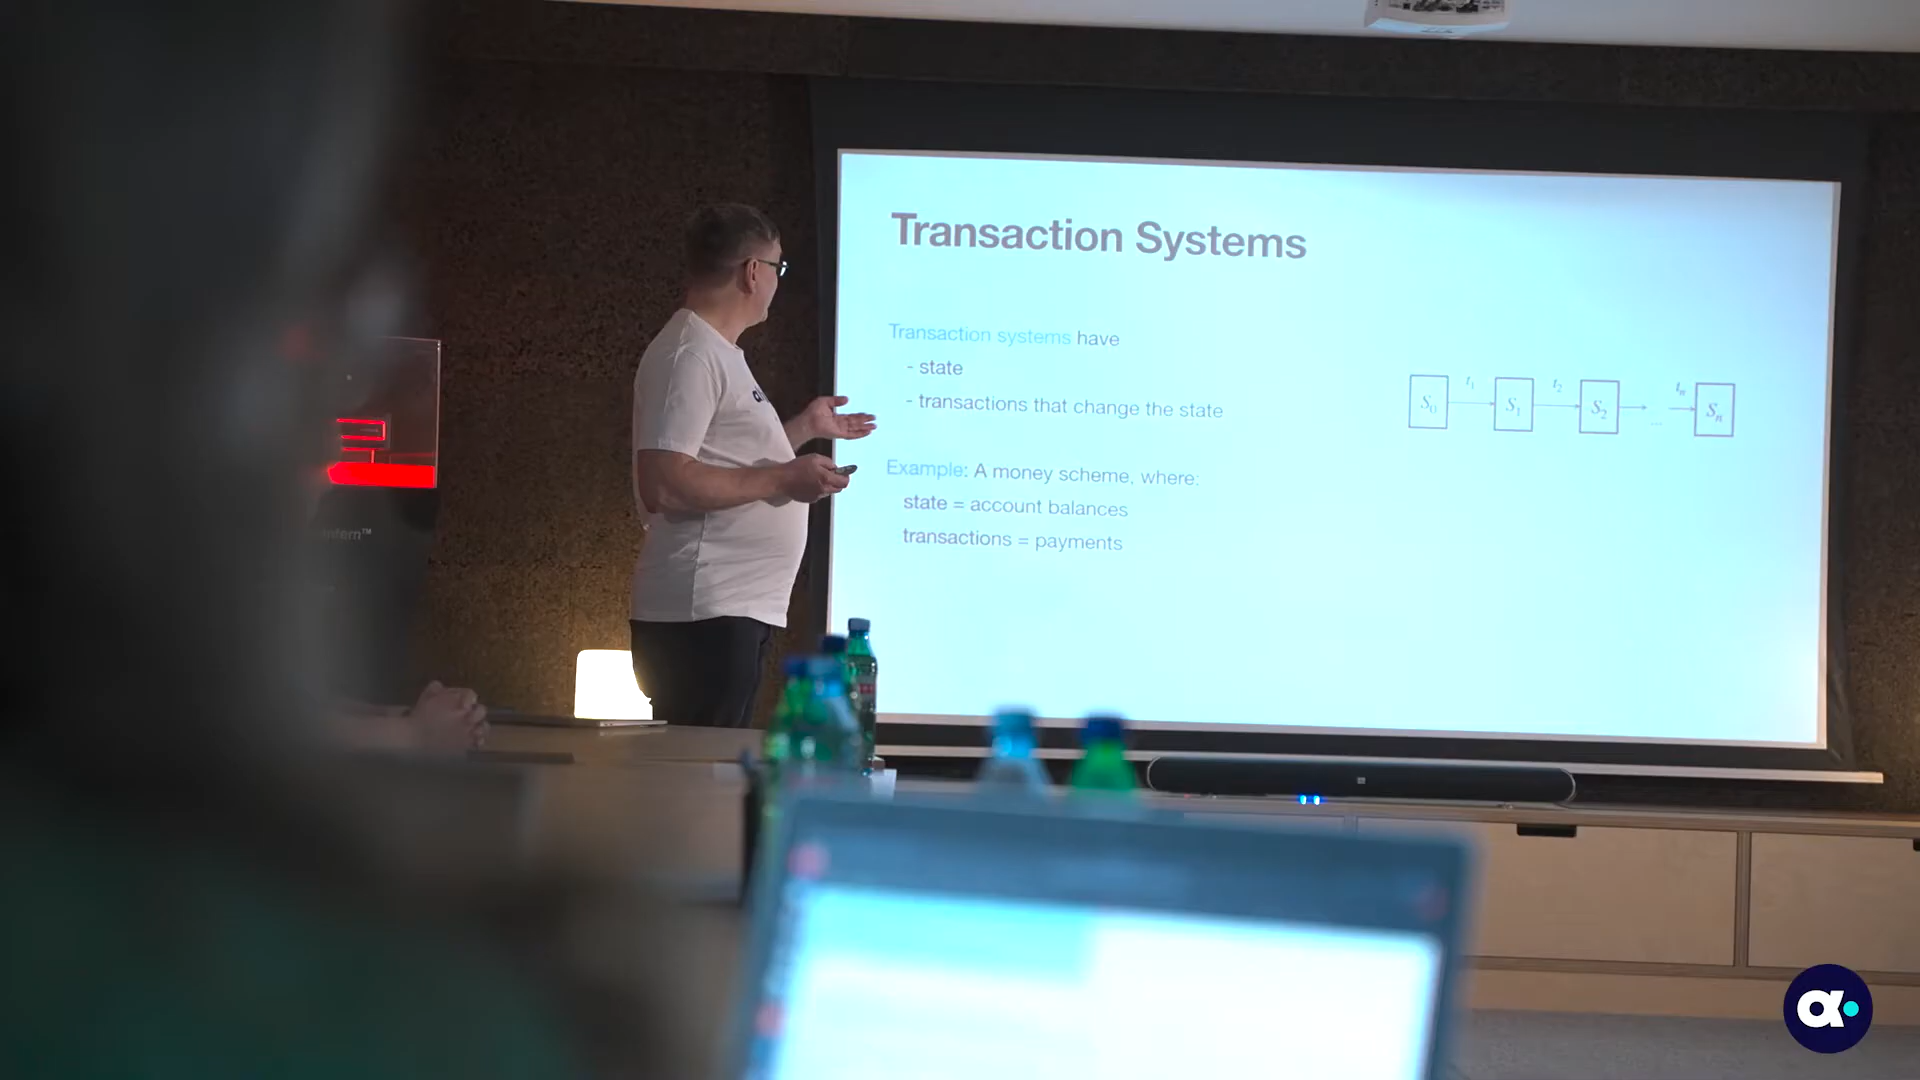 Transaction Systems
Transaction systems have
- state
- transactions that change the state
S0 t1 S1 t2 S2 ... tn Sn
Example: A money scheme, where:
state = account balances
transactions = payments
α